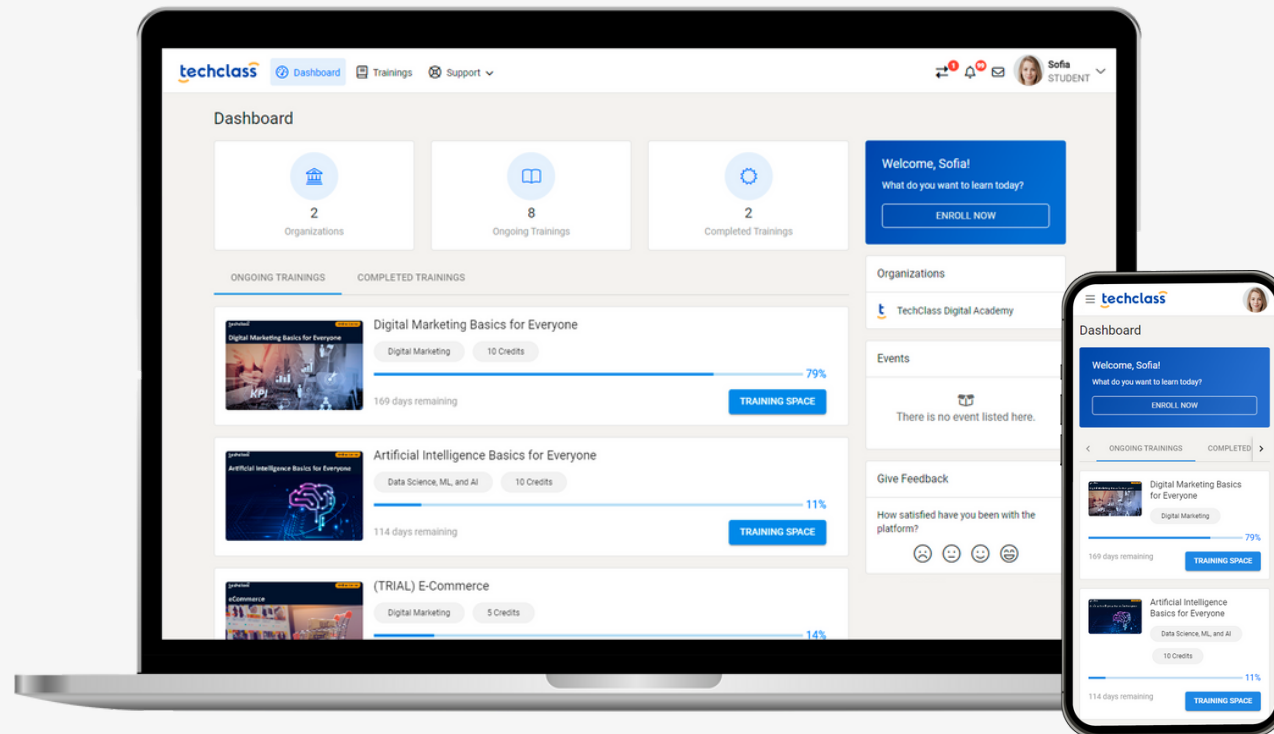 techclass
Dashboard
Trainings
Support
1
99
Sofia
STUDENT
Dashboard
2
Organizations
8
Ongoing Trainings
2
Completed Trainings
Welcome, Sofia!
What do you want to learn today?
ENROLL NOW
ONGOING TRAININGS
COMPLETED TRAININGS
Digital Marketing Basics for Everyone
KPI
Digital Marketing Basics for Everyone
Digital Marketing
10 Credits
79%
169 days remaining
TRAINING SPACE
Artificial Intelligence Basics for Everyone
Artificial Intelligence Basics for Everyone
Data Science, ML, and AI
10 Credits
11%
114 days remaining
TRAINING SPACE
eCommerce
(TRIAL) E-Commerce
Digital Marketing
5 Credits
14%
Organizations
t TechClass Digital Academy
Events
There is no event listed here.
Give Feedback
How satisfied have you been with the
platform?
techclass
Dashboard
Welcome, Sofia!
What do you want to learn today?
ENROLL NOW
ONGOING TRAININGS
COMPLETED
Digital Marketing Basics
for Everyone
Digital Marketing
79%
169 days remaining
TRAINING SPACE
Artificial Intelligence
Basics for Everyone
Data Science, ML, and AI
10 Credits
11%
114 days remaining
TRAINING SPACE